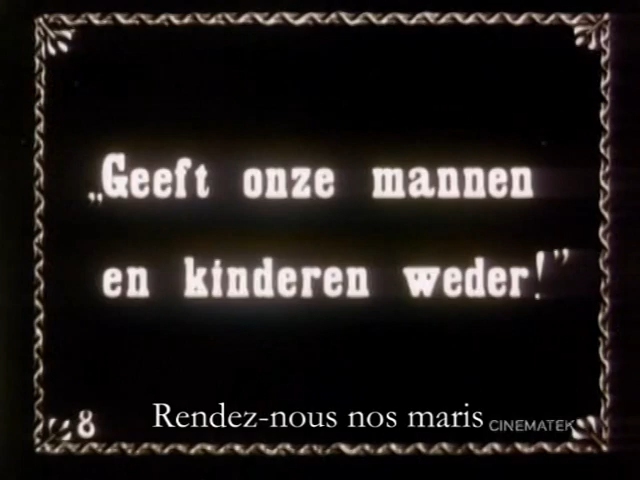 „Geeft onze mannen
en kinderen weder!”
8
Rendez-nous nos maris
CINEMATEK